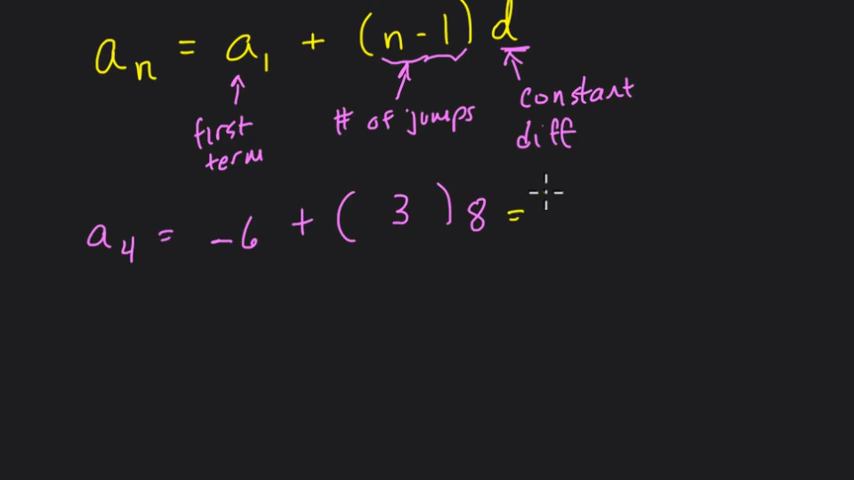 aₙ = a₁ + (n - 1) d
first term
# of jumps
constant diff
a₄ = -6 + ( 3 ) 8 =